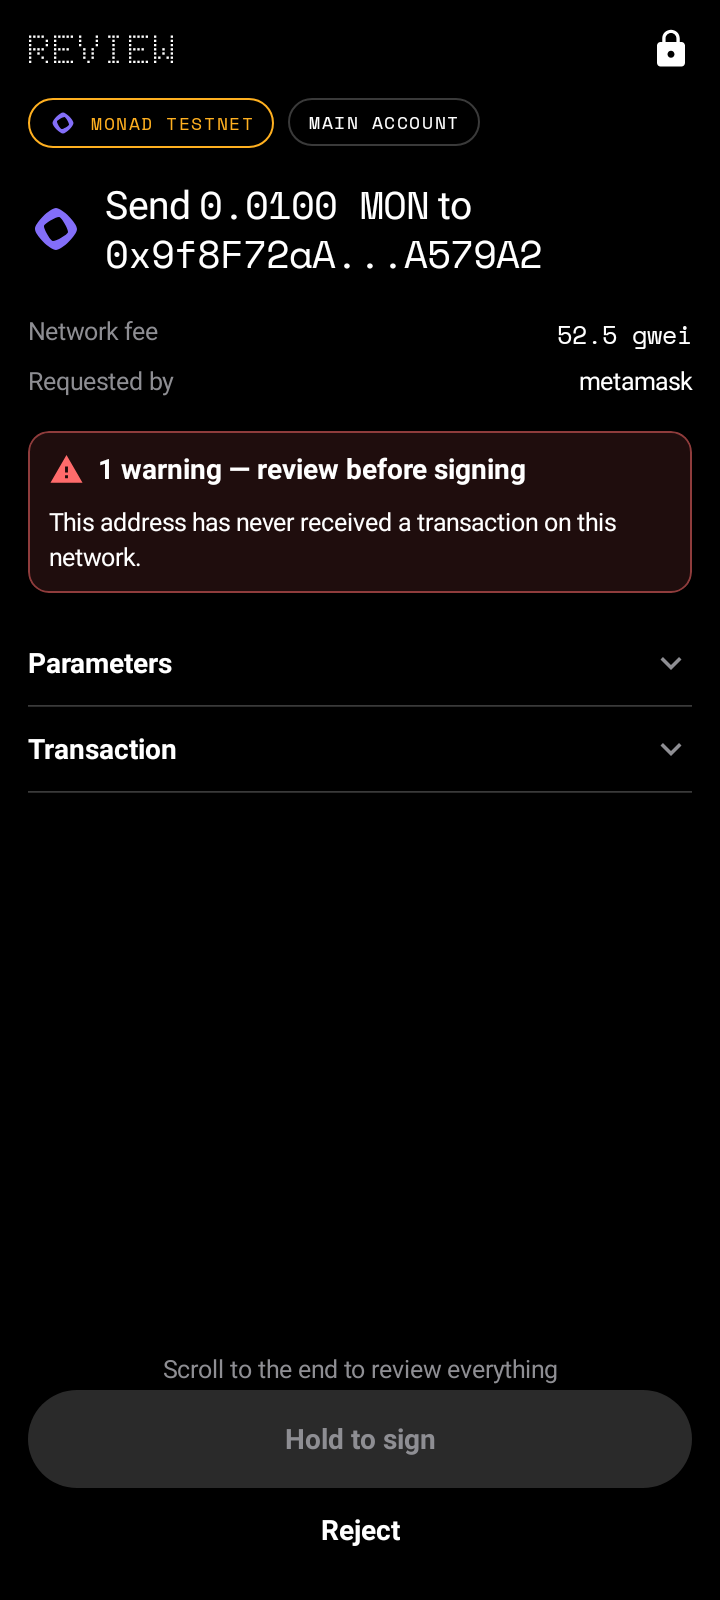 REVIEW
MONAD TESTNET
MAIN ACCOUNT
Send 0.0100 MON to
0x9f8F72aA...A579A2
Network fee
52.5 gwei
Requested by
metamask
1 warning — review before signing
This address has never received a transaction on this
network.
Parameters
Transaction
Scroll to the end to review everything
Hold to sign
Reject